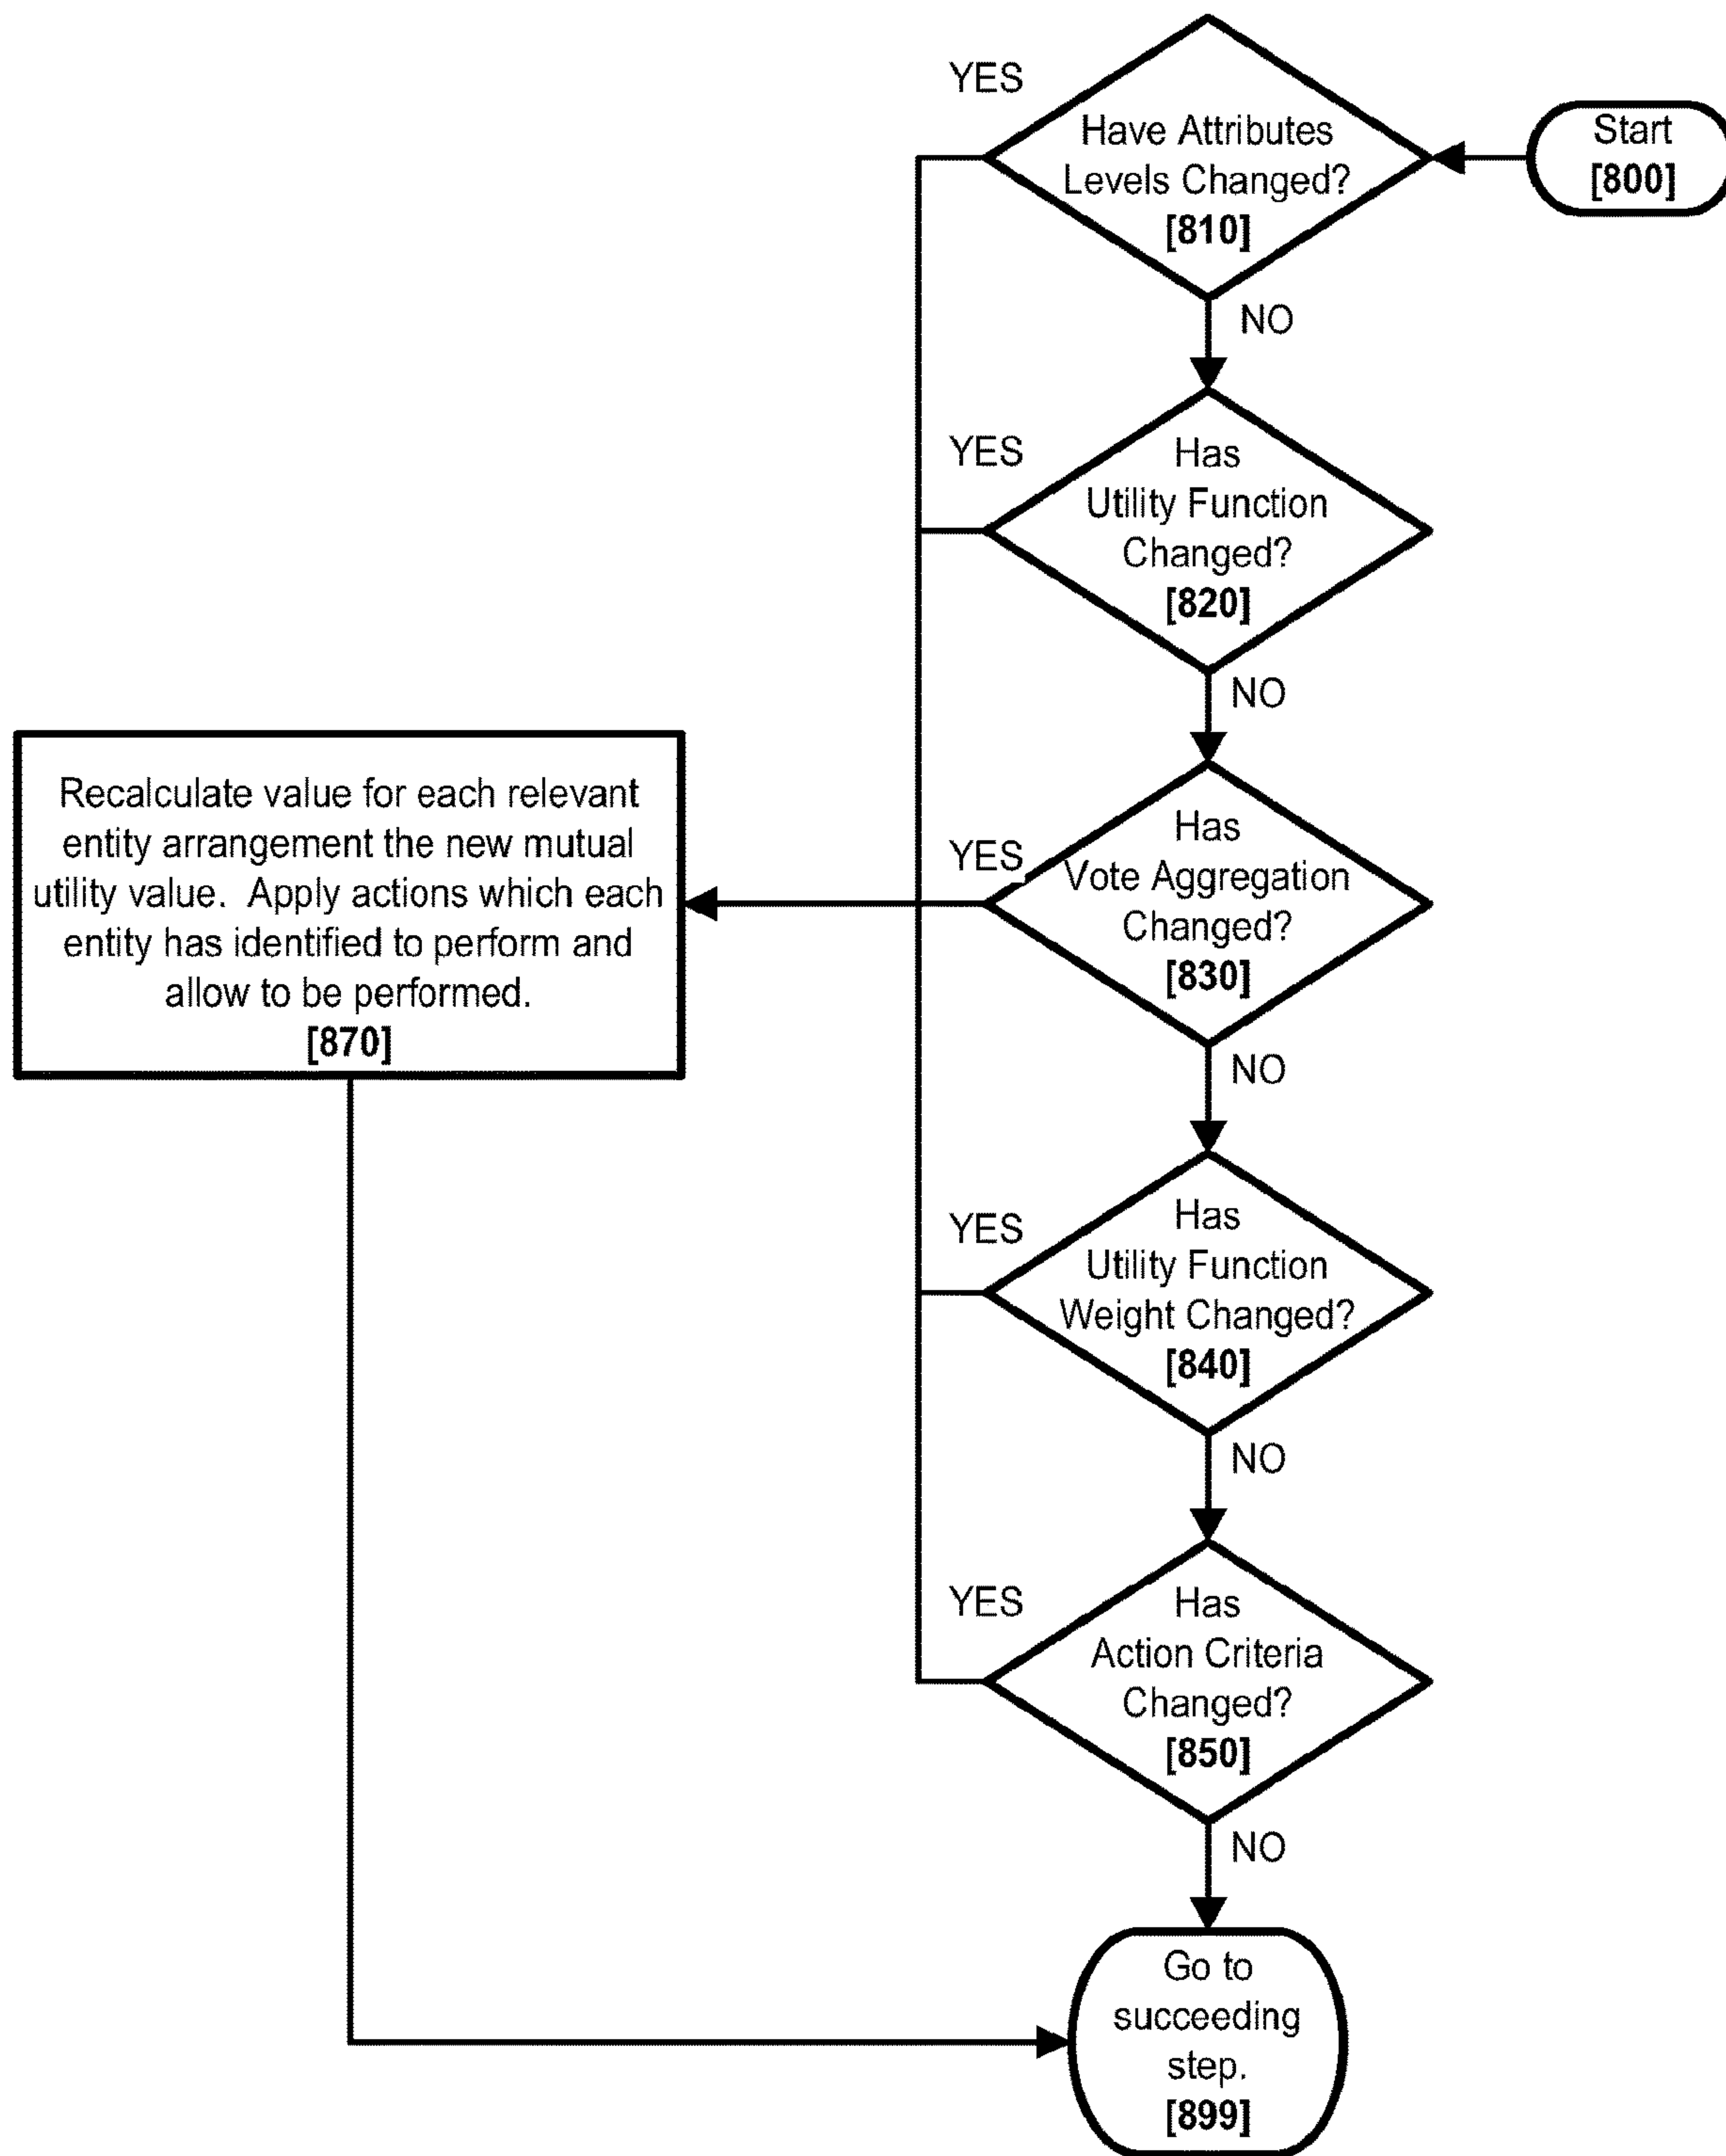 Start
[800]
YES
Have Attributes
Levels Changed?
[810]
NO
YES
Has
Utility Function
Changed?
[820]
NO
YES
Has
Vote Aggregation
Changed?
[830]
NO
Recalculate value for each relevant
entity arrangement the new mutual
utility value.  Apply actions which each
entity has identified to perform and
allow to be performed.
[870]
YES
Has
Utility Function
Weight Changed?
[840]
NO
YES
Has
Action Criteria
Changed?
[850]
NO
Go to
succeeding
step.
[899]